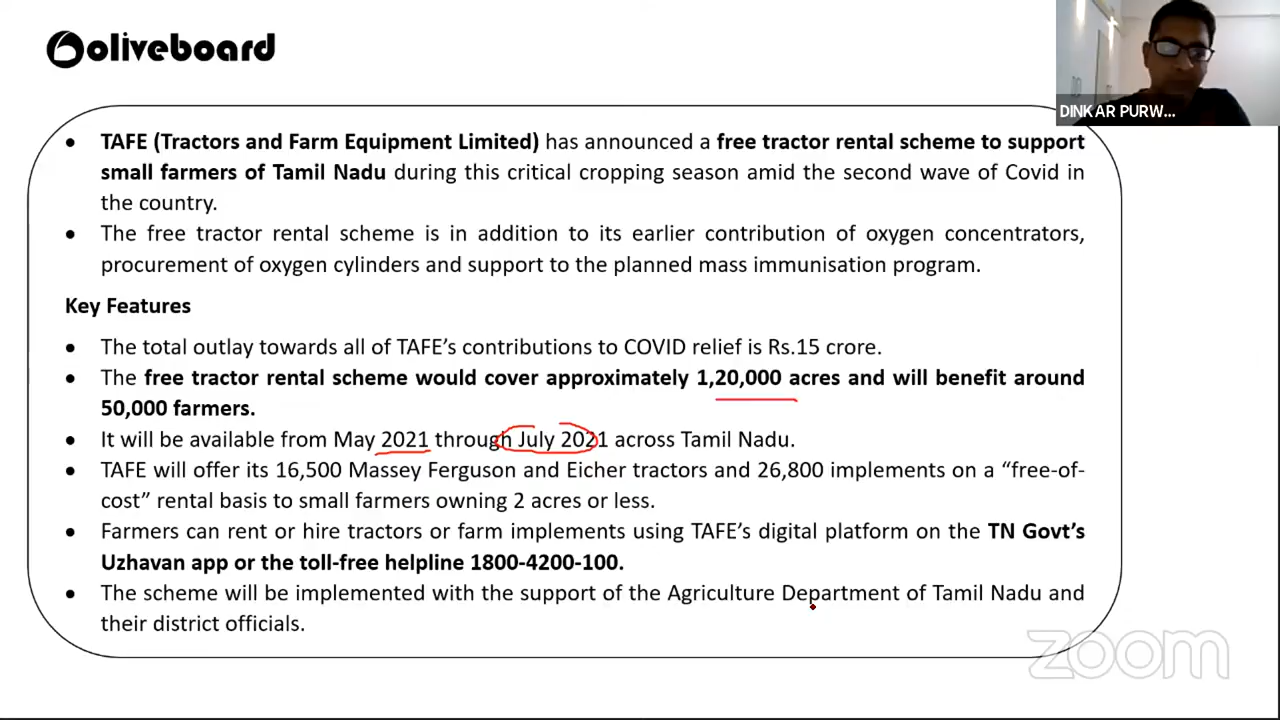 oliveboard
DINKAR PURW...
TAFE (Tractors and Farm Equipment Limited) has announced a free tractor rental scheme to support
small farmers of Tamil Nadu during this critical cropping season amid the second wave of Covid in
the country.
The free tractor rental scheme is in addition to its earlier contribution of oxygen concentrators,
procurement of oxygen cylinders and support to the planned mass immunisation program.
Key Features
The total outlay towards all of TAFE’s contributions to COVID relief is Rs.15 crore.
The free tractor rental scheme would cover approximately 1,20,000 acres and will benefit around
50,000 farmers.
It will be available from May 2021 through July 2021 across Tamil Nadu.
TAFE will offer its 16,500 Massey Ferguson and Eicher tractors and 26,800 implements on a “free-of-
cost” rental basis to small farmers owning 2 acres or less.
Farmers can rent or hire tractors or farm implements using TAFE’s digital platform on the TN Govt’s
Uzhavan app or the toll-free helpline 1800-4200-100.
The scheme will be implemented with the support of the Agriculture Department of Tamil Nadu and
their district officials.
zoom